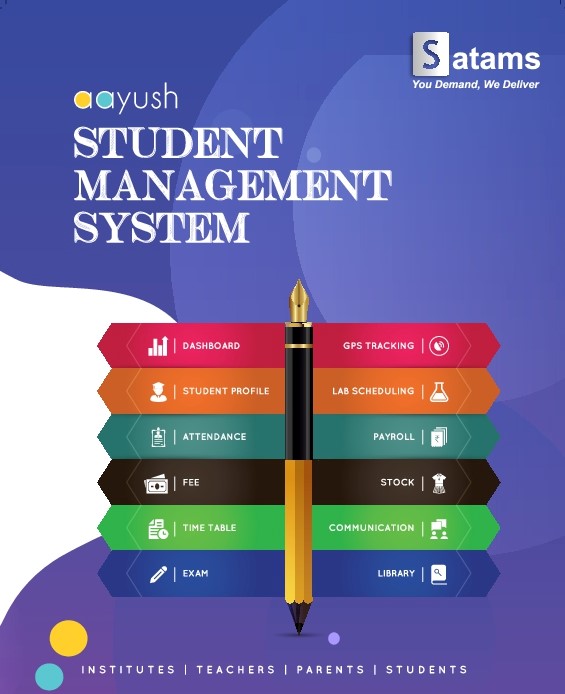 Satams
You Demand, We Deliver
aayush
STUDENT
MANAGEMENT
SYSTEM
DASHBOARD
GPS TRACKING
STUDENT PROFILE
LAB SCHEDULING
ATTENDANCE
PAYROLL
FEE
STOCK
TIME TABLE
COMMUNICATION
EXAM
LIBRARY
INSTITUTES | TEACHERS | PARENTS | STUDENTS